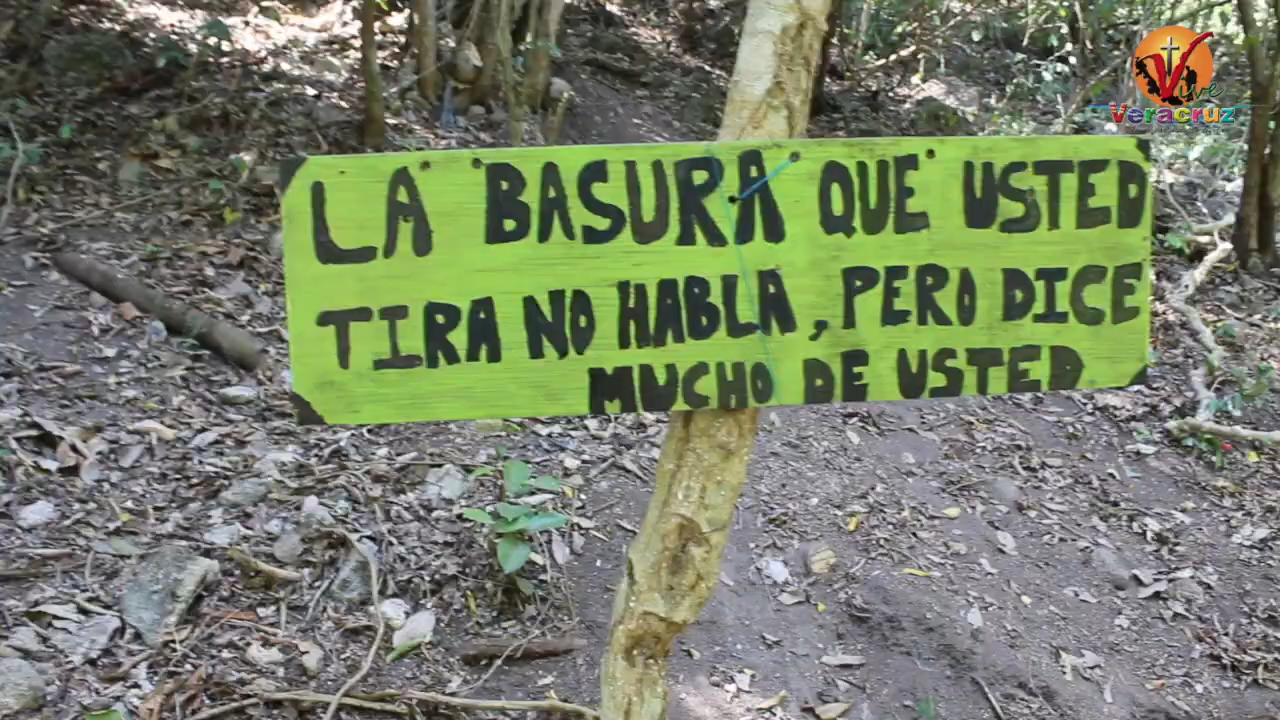 Vive
Veracruz
LA BASURA QUE USTED
TIRA NO HABLA, PERO DICE
MUCHO DE USTED